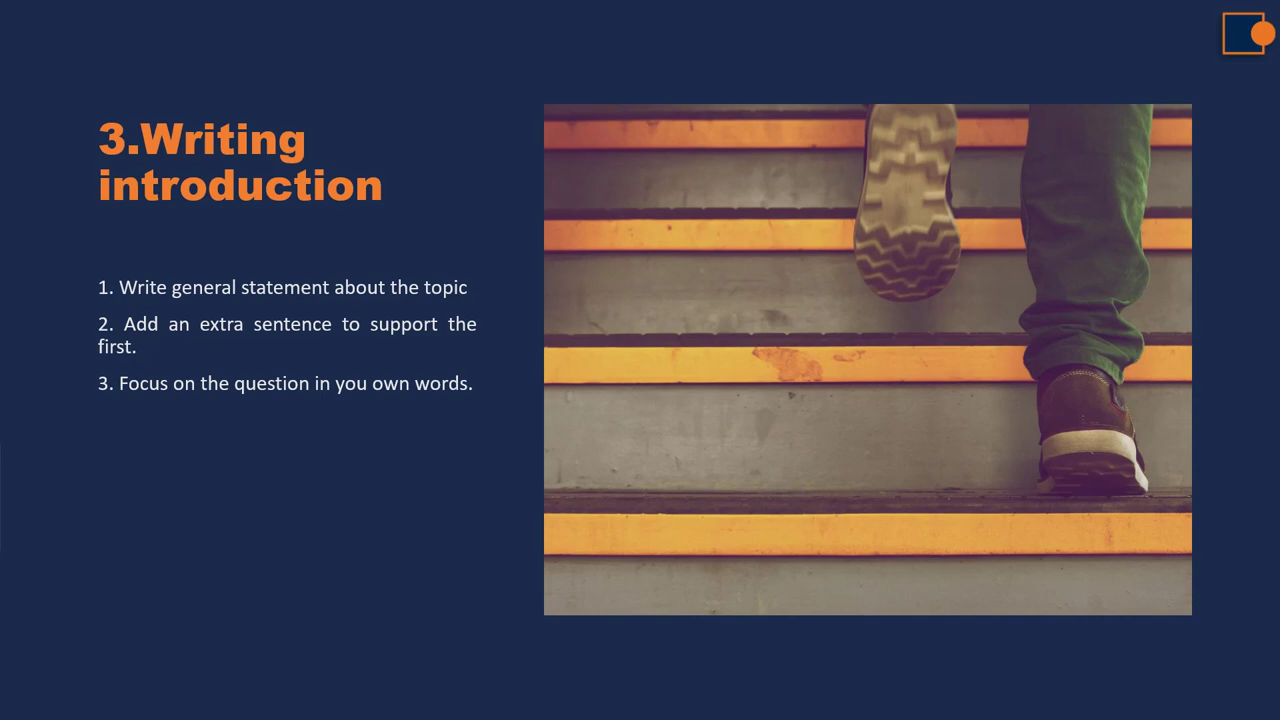 3.Writing
introduction
1. Write general statement about the topic
2. Add an extra sentence to support the
first.
3. Focus on the question in you own words.